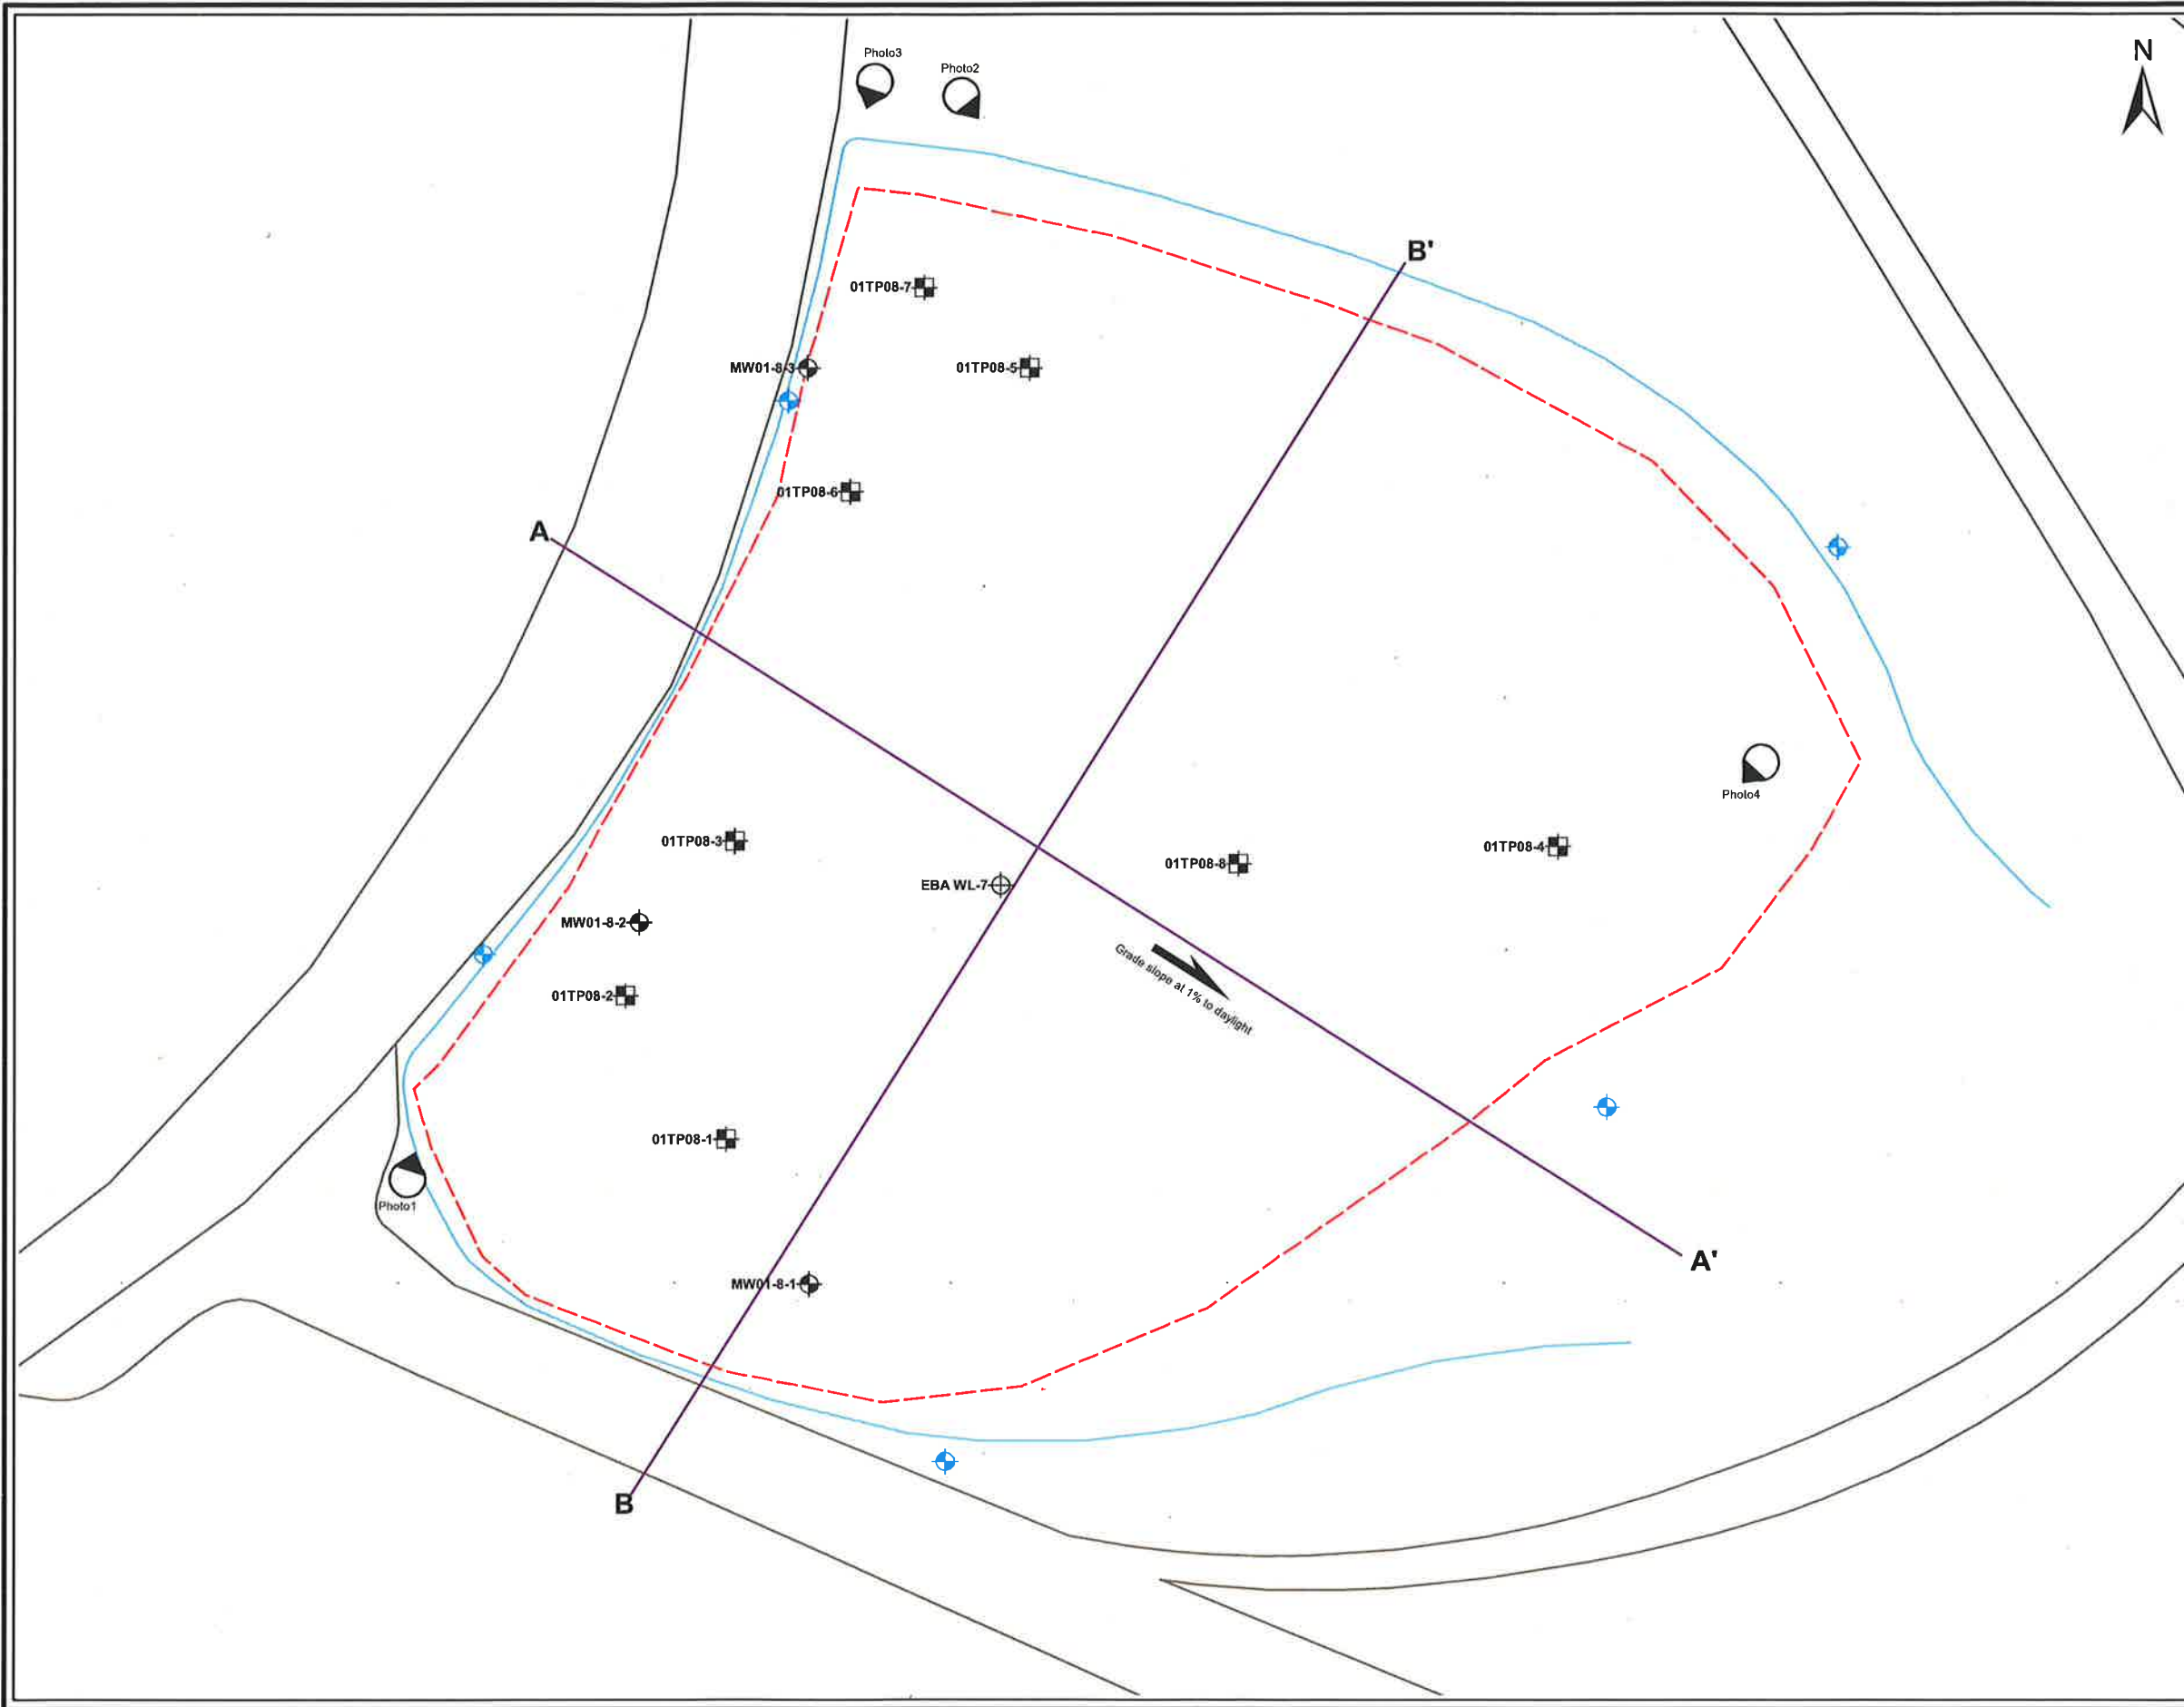 Photo3
Photo2
N
B'
01TP08-7
MW01-8-3
01TP08-5
01TP08-6
A
Photo4
01TP08-3
01TP08-8
01TP08-4
EBA WL-7
MW01-8-2
Grade slope at 1% to daylight
01TP08-2
01TP08-1
Photo1
A'
MW01-8-1
B